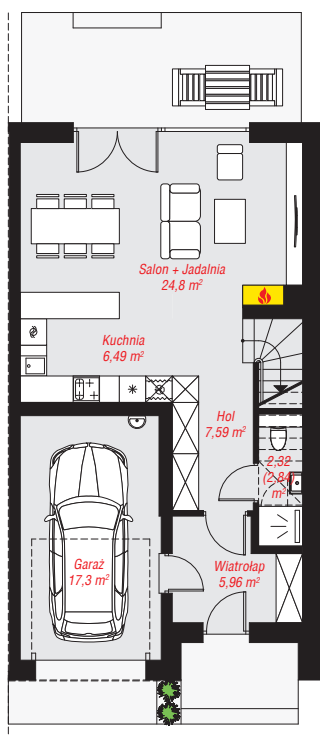 Salon + Jadalnia
24,8 m²
Kuchnia
6,49 m²
Hol
7,59 m²
2,32
(2,84)
m²
Garaż
17,3 m²
Wiatrołap
5,96 m²